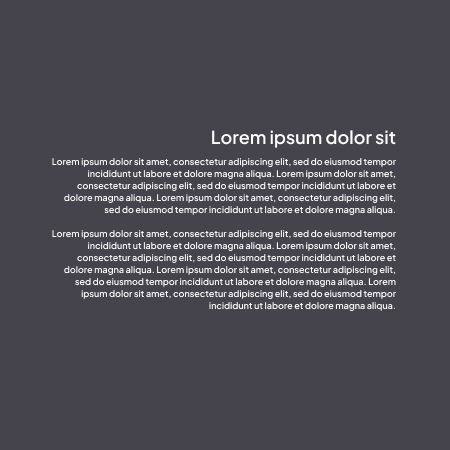 Lorem ipsum dolor sit
Lorem ipsum dolor sit amet, consectetur adipiscing elit, sed do eiusmod tempor
incididunt ut labore et dolore magna aliqua. Lorem ipsum dolor sit amet,
consectetur adipiscing elit, sed do eiusmod tempor incididunt ut labore et
dolore magna aliqua. Lorem ipsum dolor sit amet, consectetur adipiscing elit,
sed do eiusmod tempor incididunt ut labore et dolore magna aliqua.
Lorem ipsum dolor sit amet, consectetur adipiscing elit, sed do eiusmod tempor
incididunt ut labore et dolore magna aliqua. Lorem ipsum dolor sit amet,
consectetur adipiscing elit, sed do eiusmod tempor incididunt ut labore et
dolore magna aliqua. Lorem ipsum dolor sit amet, consectetur adipiscing elit,
sed do eiusmod tempor incididunt ut labore et dolore magna aliqua. Lorem
ipsum dolor sit amet, consectetur adipiscing elit, sed do eiusmod tempor
incididunt ut labore et dolore magna aliqua.